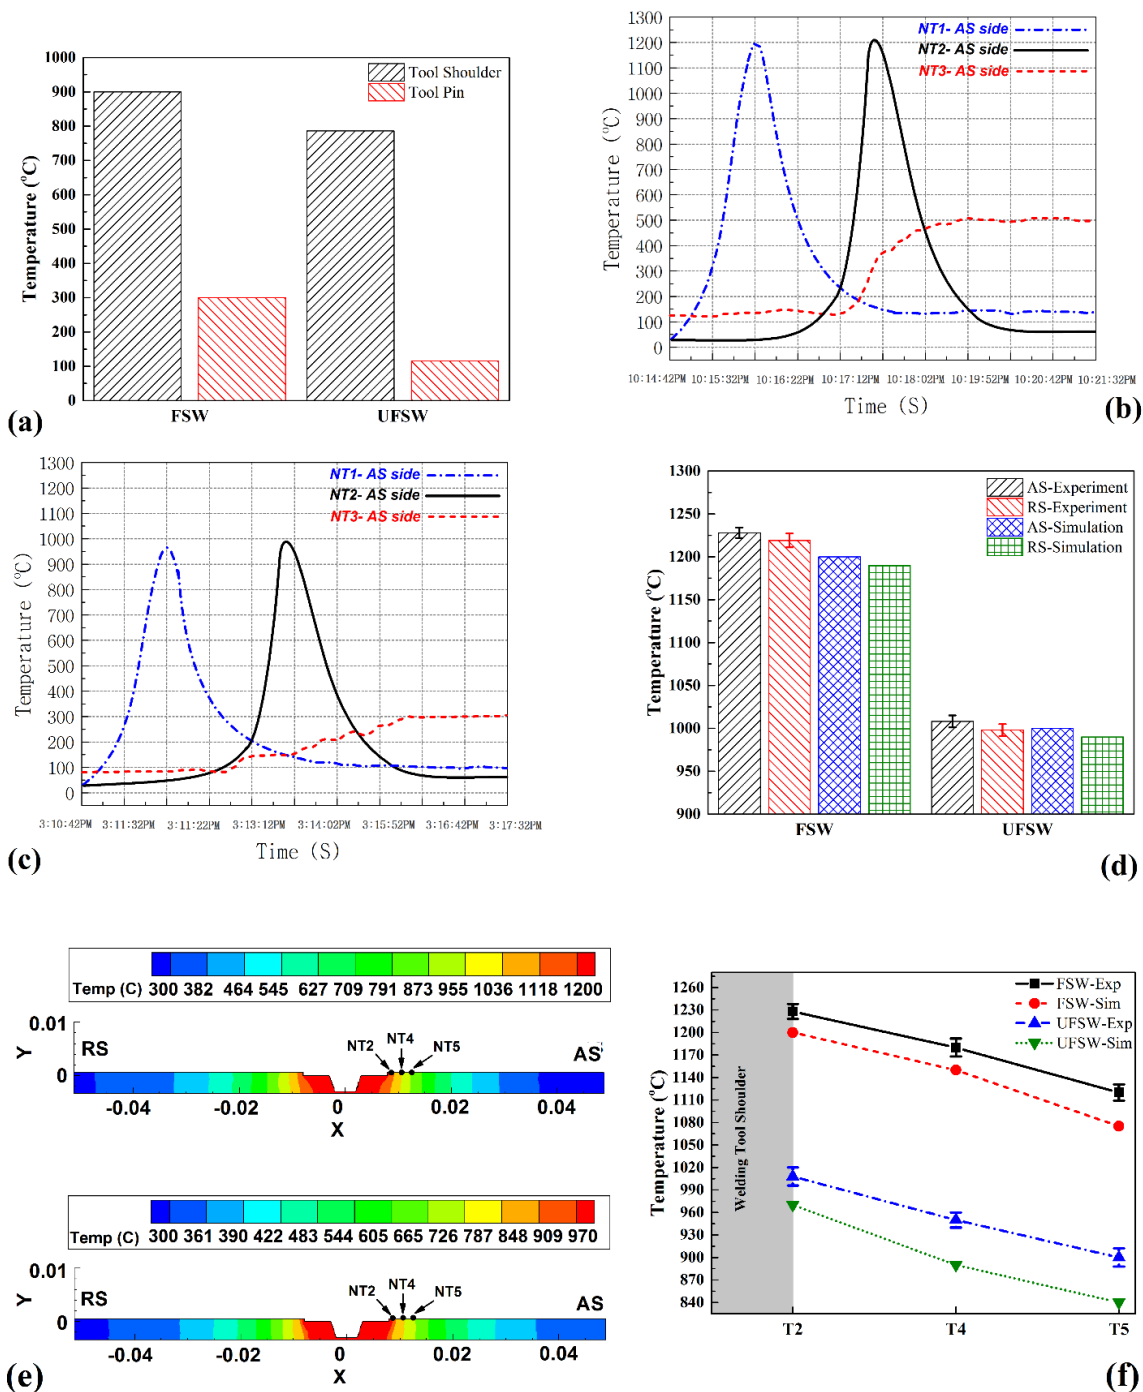 1000
900
800
700
600
500
400
300
200
100
0
Temperature (°C)
Tool Shoulder
Tool Pin
FSW
UFSW
(a)
1300
1200
1100
1000
900
800
700
600
500
400
300
200
100
0
Temperature (℃)
NT1- AS side
NT2- AS side
NT3- AS side
10:14:42PM 10:15:32PM 10:16:22PM 10:17:12PM 10:18:02PM 10:19:52PM 10:20:42PM 10:21:32PM
Time (S)
(b)
1300
1200
1100
1000
900
800
700
600
500
400
300
200
100
0
Temperature (℃)
NT1- AS side
NT2- AS side
NT3- AS side
3:10:42PM 3:11:32PM 3:11:22PM 3:13:12PM 3:14:02PM 3:15:52PM 3:16:42PM 3:17:32PM
Time (S)
(c)
1300
1250
1200
1150
1100
1050
1000
950
900
Temperature (°C)
AS-Experiment
RS-Experiment
AS-Simulation
RS-Simulation
FSW
UFSW
(d)
Temp (C) 300 382 464 545 627 709 791 873 955 1036 1118 1200
0.01
Y
0
RS
NT2
NT4
NT5
AS
-0.04 -0.02 0 0.02 0.04
X
Temp (C) 300 361 390 422 483 544 605 665 726 787 848 909 970
0.01
Y
0
RS
NT2
NT4
NT5
AS
-0.04 -0.02 0 0.02 0.04
X
(e)
1260
1230
1200
1170
1140
1110
1080
1050
1020
990
960
930
900
870
840
Temperature (°C)
Welding Tool Shoulder
FSW-Exp
FSW-Sim
UFSW-Exp
UFSW-Sim
T2
T4
T5
(f)